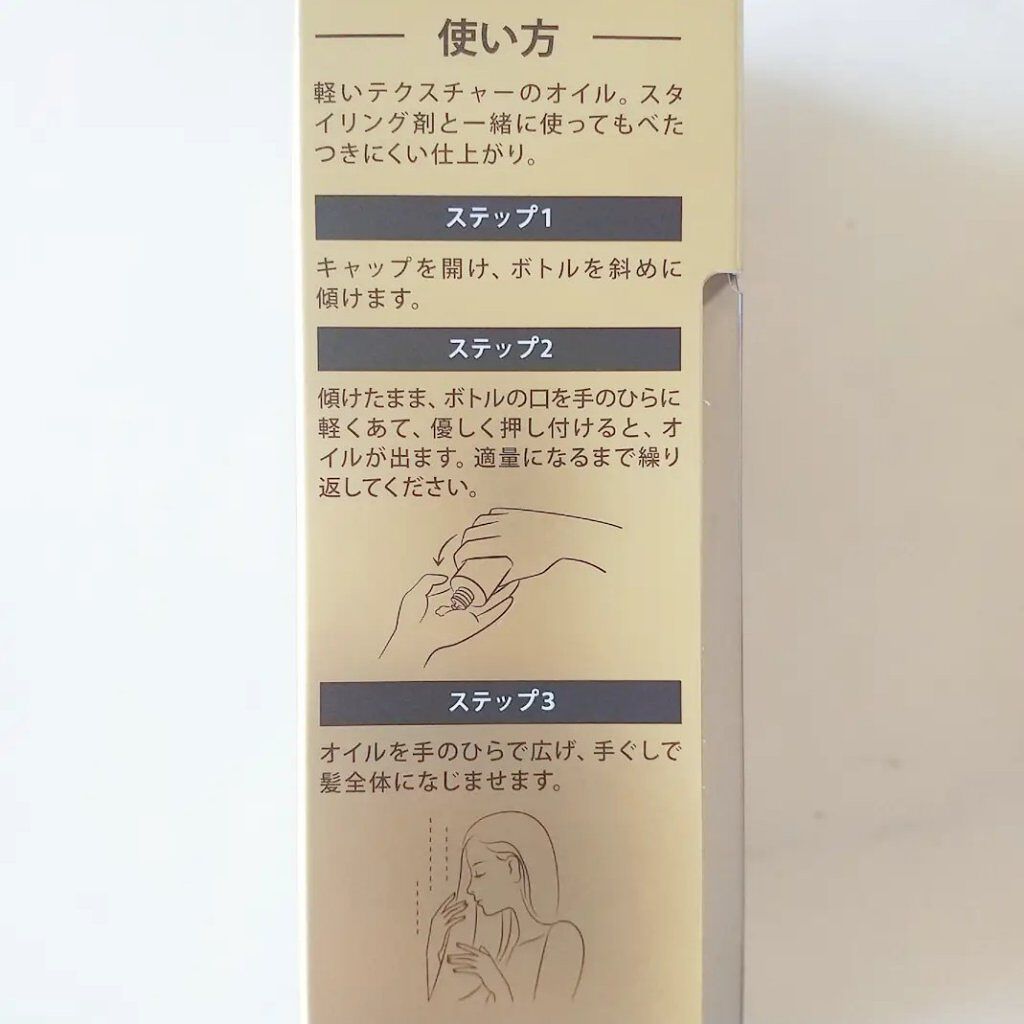 使い方
軽いテクスチャーのオイル。スタ
イリング剤と一緒に使ってもべた
つきにくい仕上がり。
ステップ1
キャップを開け、ボトルを斜めに
傾けます。
ステップ2
傾けたまま、ボトルの口を手のひらに
軽くあて、優しく押し付けると、オ
イルが出ます。適量になるまで繰り
返してください。
ステップ3
オイルを手のひらで広げ、手ぐしで
髪全体になじませます。